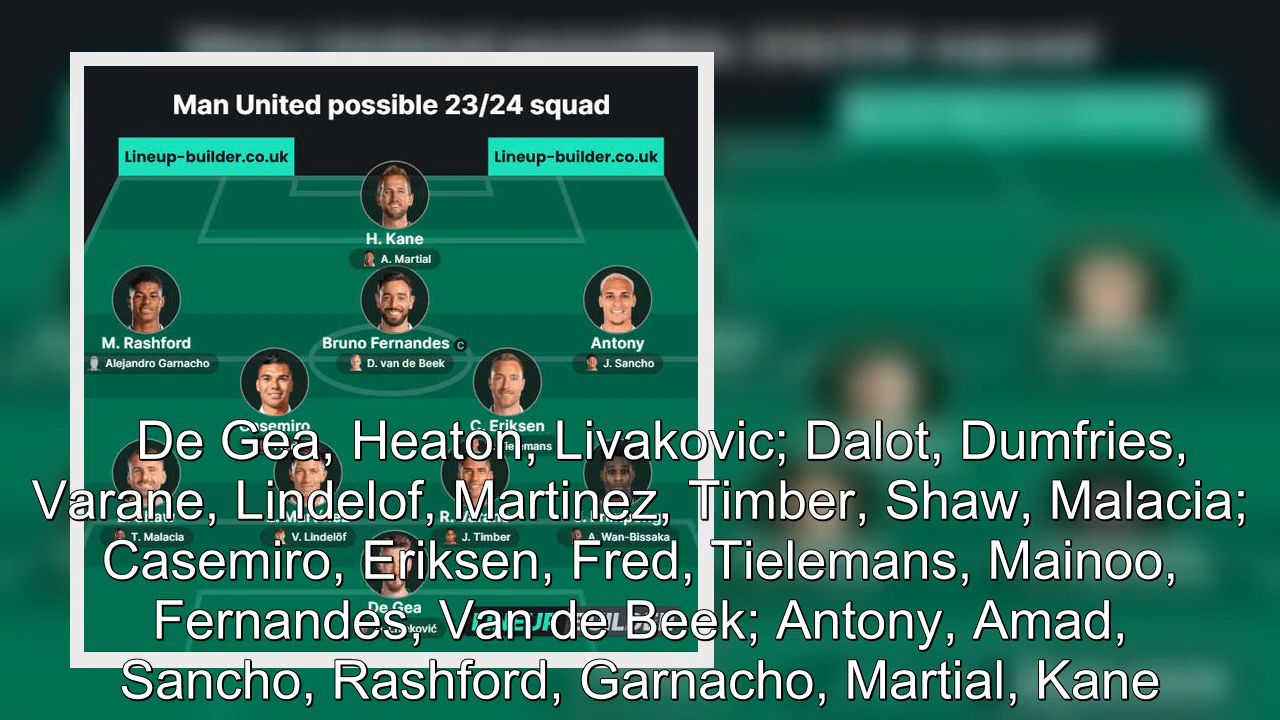 Man United possible 23/24 squad
Lineup-builder.co.uk
Lineup-builder.co.uk
H. Kane
A. Martial
M. Rashford
Bruno Fernandes C
Antony
Alejandro Garnacho
D. van de Beek
J. Sancho
Casemiro
C. Eriksen
T. Malacia
V. Lindelöf
J. Timber
A. Wan-Bissaka
De Gea
De Gea, Heaton, Livakovic; Dalot, Dumfries,
Varane, Lindelof, Martinez, Timber, Shaw, Malacia;
Casemiro, Eriksen, Fred, Tielemans, Mainoo,
Fernandes, Van de Beek; Antony, Amad,
Sancho, Rashford, Garnacho, Martial, Kane